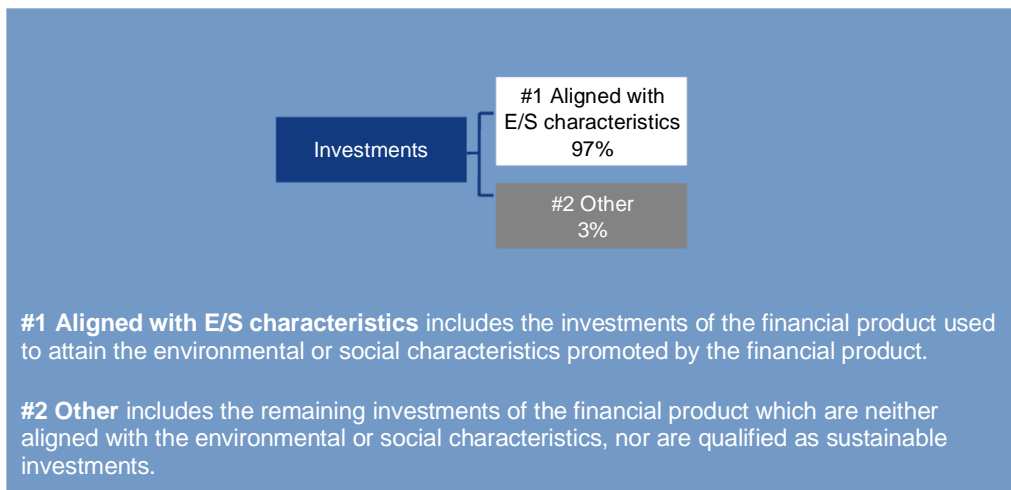 #1 Aligned with
E/S characteristics
97%
Investments
#2 Other
3%
#1 Aligned with E/S characteristics includes the investments of the financial product used
to attain the environmental or social characteristics promoted by the financial product.
#2 Other includes the remaining investments of the financial product which are neither
aligned with the environmental or social characteristics, nor are qualified as sustainable
investments.